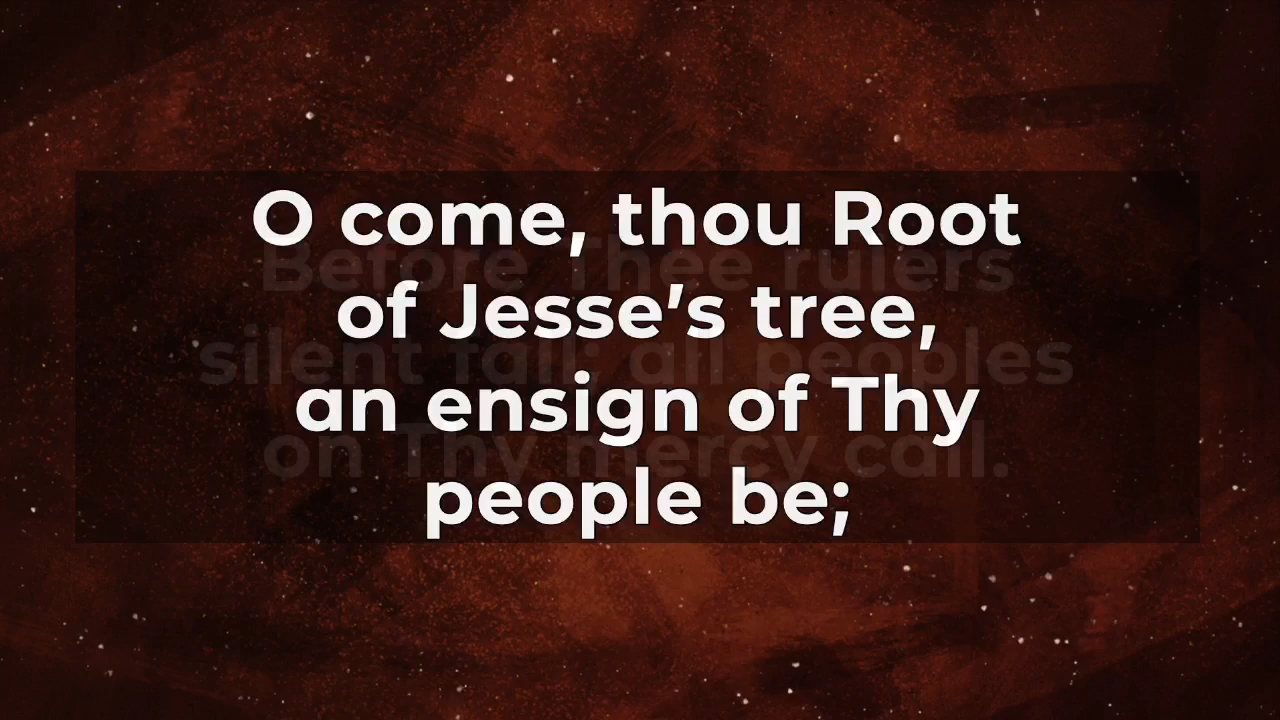 O come, thou Root
of Jesse's tree,
an ensign of Thy
people be;
Before Thee rulers
silent fall; all peoples
on Thy mercy call.